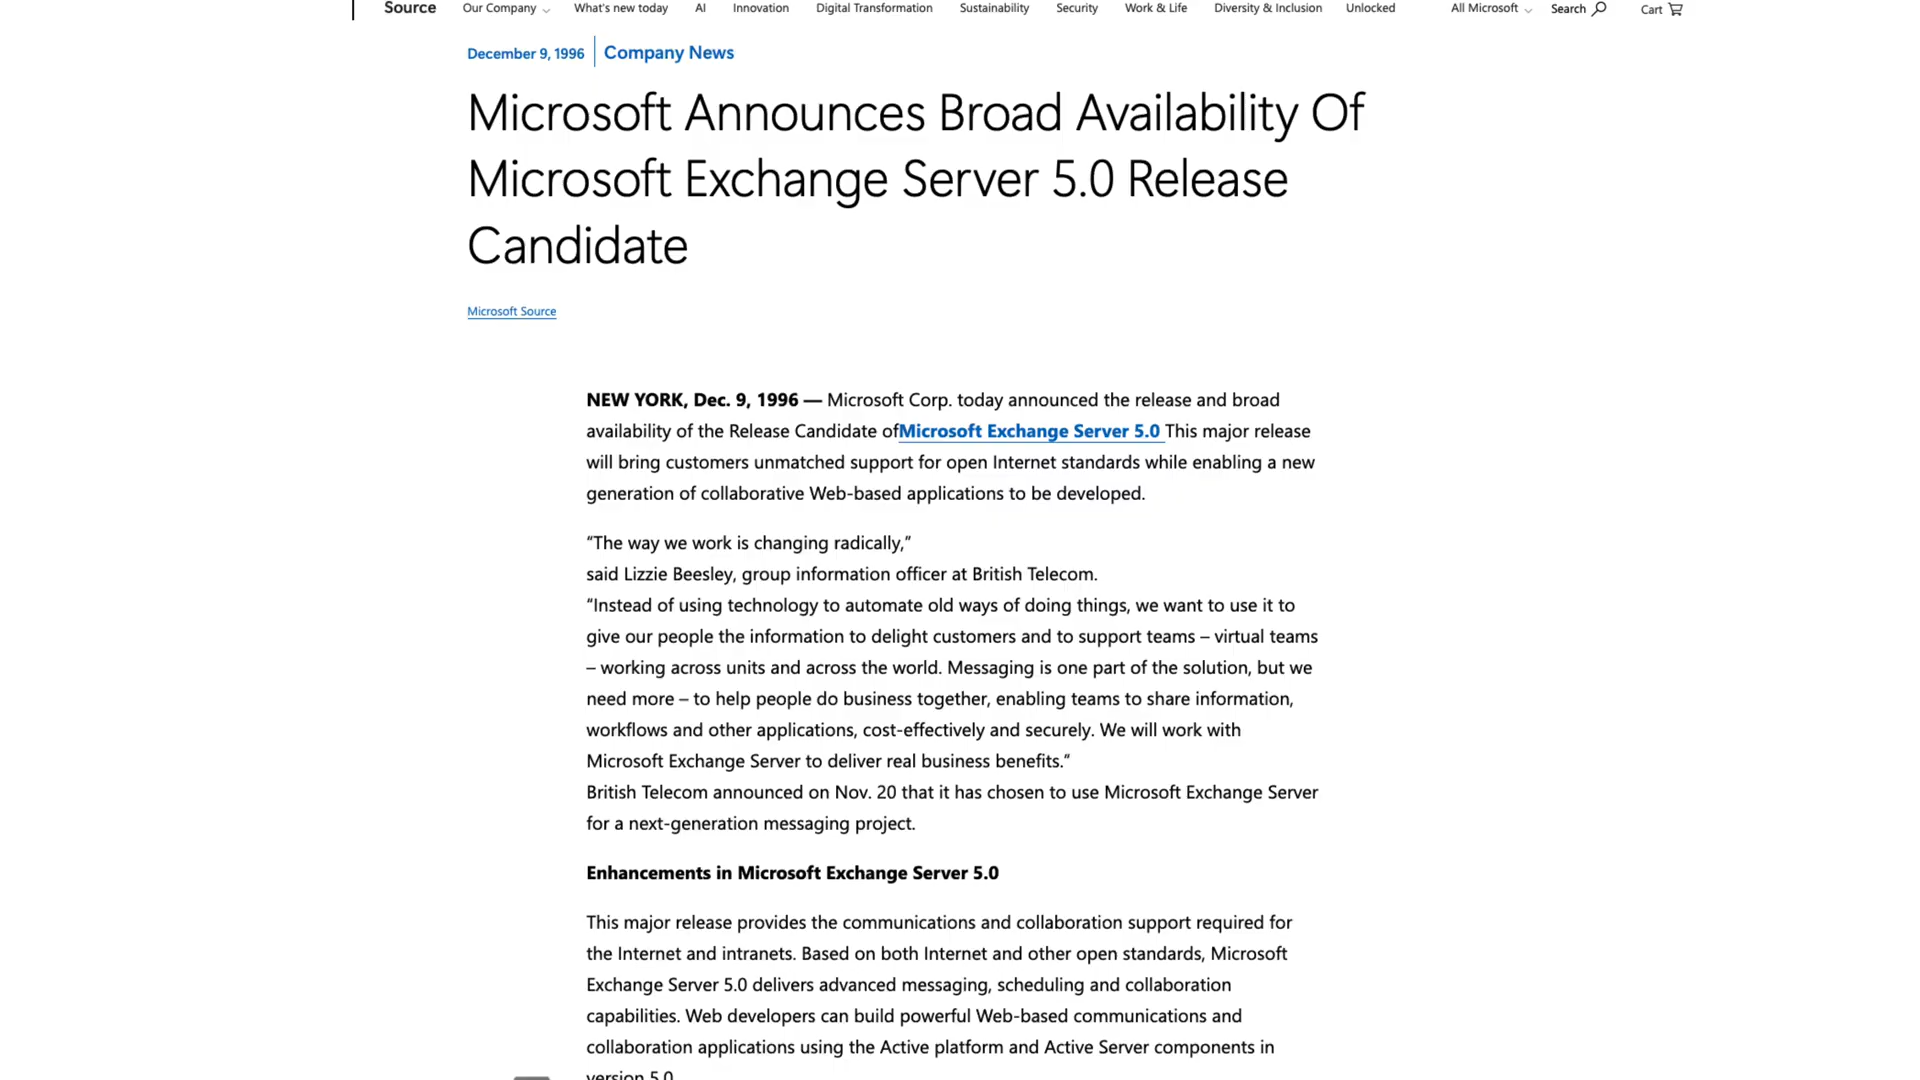 Source Our Company What's new today AI Innovation Digital Transformation Sustainability Security Work & Life Diversity & Inclusion Unlocked All Microsoft Search Cart
December 9, 1996 Company News
Microsoft Announces Broad Availability Of
Microsoft Exchange Server 5.0 Release
Candidate
Microsoft Source
NEW YORK, Dec. 9, 1996 — Microsoft Corp. today announced the release and broad
availability of the Release Candidate ofMicrosoft Exchange Server 5.0 This major release
will bring customers unmatched support for open Internet standards while enabling a new
generation of collaborative Web-based applications to be developed.
“The way we work is changing radically,”
said Lizzie Beesley, group information officer at British Telecom.
“Instead of using technology to automate old ways of doing things, we want to use it to
give our people the information to delight customers and to support teams – virtual teams
– working across units and across the world. Messaging is one part of the solution, but we
need more – to help people do business together, enabling teams to share information,
workflows and other applications, cost-effectively and securely. We will work with
Microsoft Exchange Server to deliver real business benefits.“
British Telecom announced on Nov. 20 that it has chosen to use Microsoft Exchange Server
for a next-generation messaging project.
Enhancements in Microsoft Exchange Server 5.0
This major release provides the communications and collaboration support required for
the Internet and intranets. Based on both Internet and other open standards, Microsoft
Exchange Server 5.0 delivers advanced messaging, scheduling and collaboration
capabilities. Web developers can build powerful Web-based communications and
collaboration applications using the Active platform and Active Server components in
version 5.0